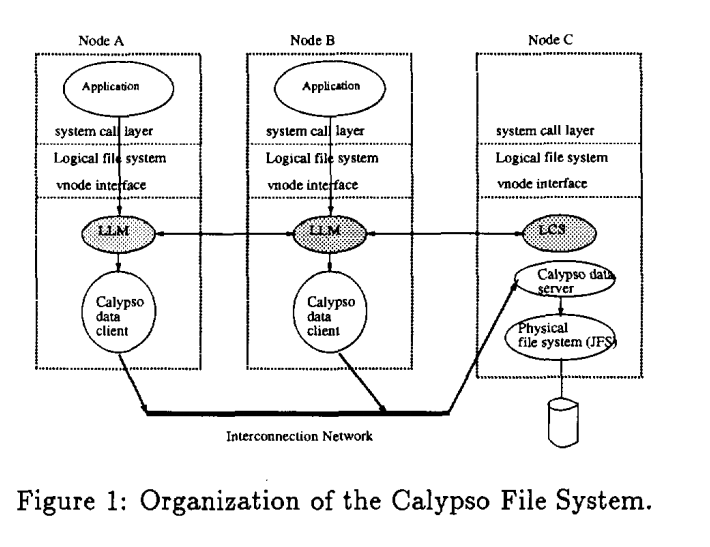 Node A
Node B
Node C
Application
Application
system call layer
system call layer
system call layer
Logical file system
Logical file system
Logical file system
vnode interface
vnode interface
vnode interface
LLM
LLM
LCS
Calypso data
server
Calypso
data
client
Calypso
data
client
Physical
file system (JFS)
Interconnection Network
Figure 1: Organization of the Calypso File System.